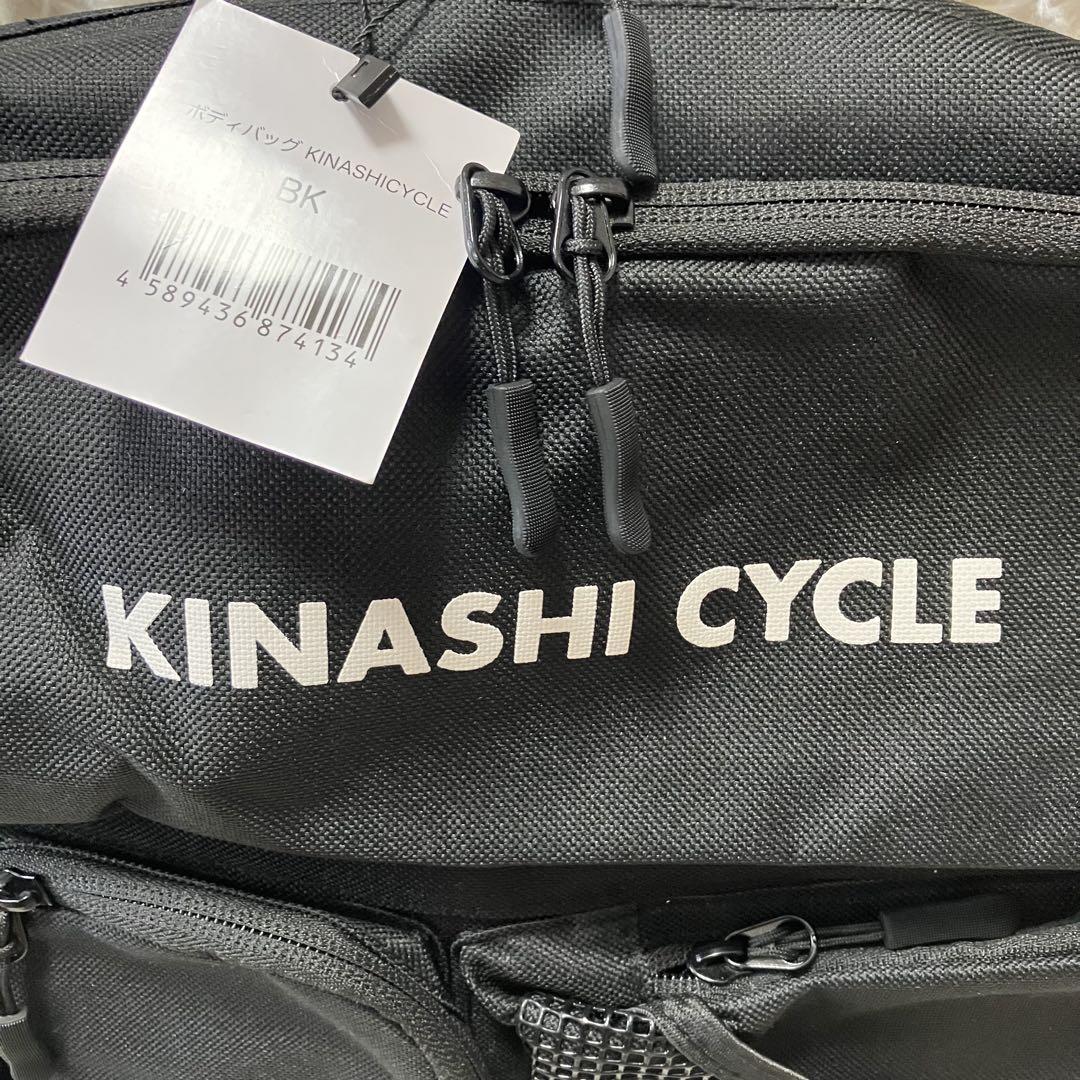 ボディバッグ KINASHICYCLE
BK
4 589436 874134
KINASHI CYCLE